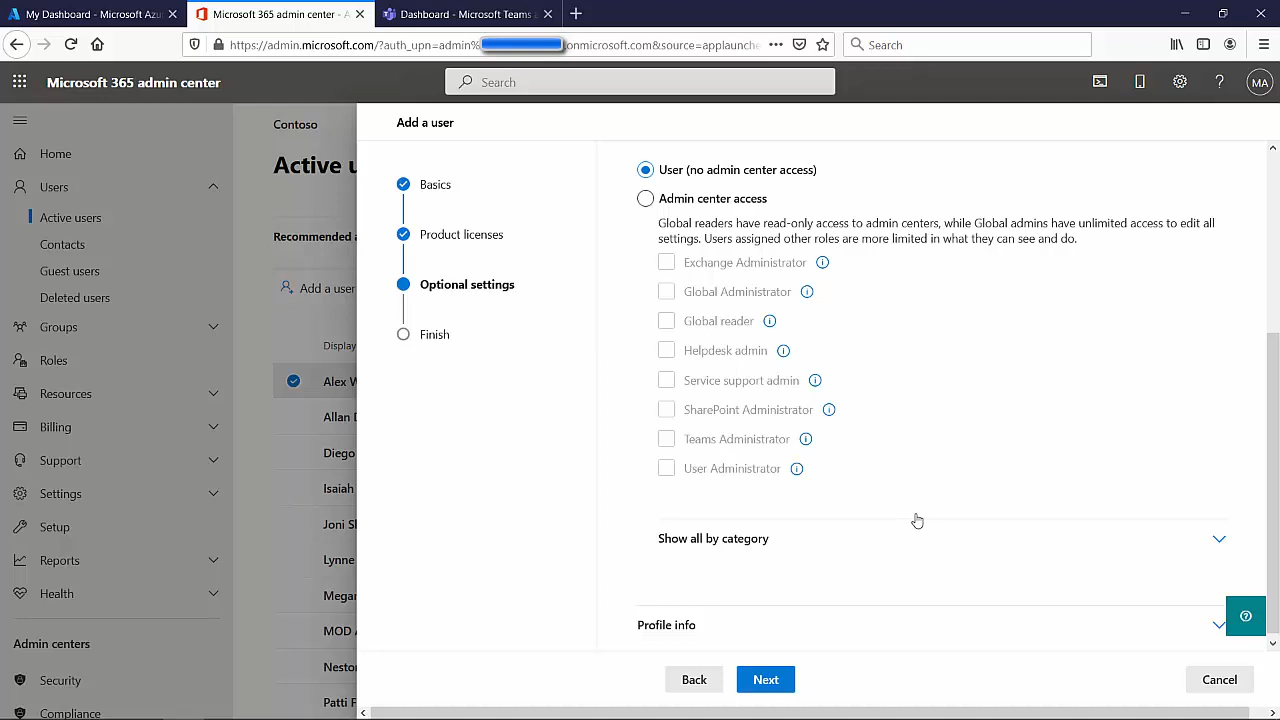 My Dashboard - Microsoft Azu
Microsoft 365 admin center - A
Dashboard - Microsoft Teams a
https://admin.microsoft.com/?auth_upn=admin%
onmicrosoft.com&source=applaunche
Search
Microsoft 365 admin center
Search
MA
Home
Users
Active users
Contacts
Guest users
Deleted users
Groups
Roles
Resources
Billing
Support
Settings
Setup
Reports
Health
Admin centers
Security
Compliance
Contoso
Active u
Recommended a
Add a user
Display
Alex W
Allan D
Diego
Isaiah
Joni Sh
Lynne
Megan
MOD A
Nestor
Patti F
Add a user
Basics
Product licenses
Optional settings
Finish
User (no admin center access)
Admin center access
Global readers have read-only access to admin centers, while Global admins have unlimited access to edit all
settings. Users assigned other roles are more limited in what they can see and do.
Exchange Administrator
Global Administrator
Global reader
Helpdesk admin
Service support admin
SharePoint Administrator
Teams Administrator
User Administrator
Show all by category
Profile info
Back
Next
Cancel